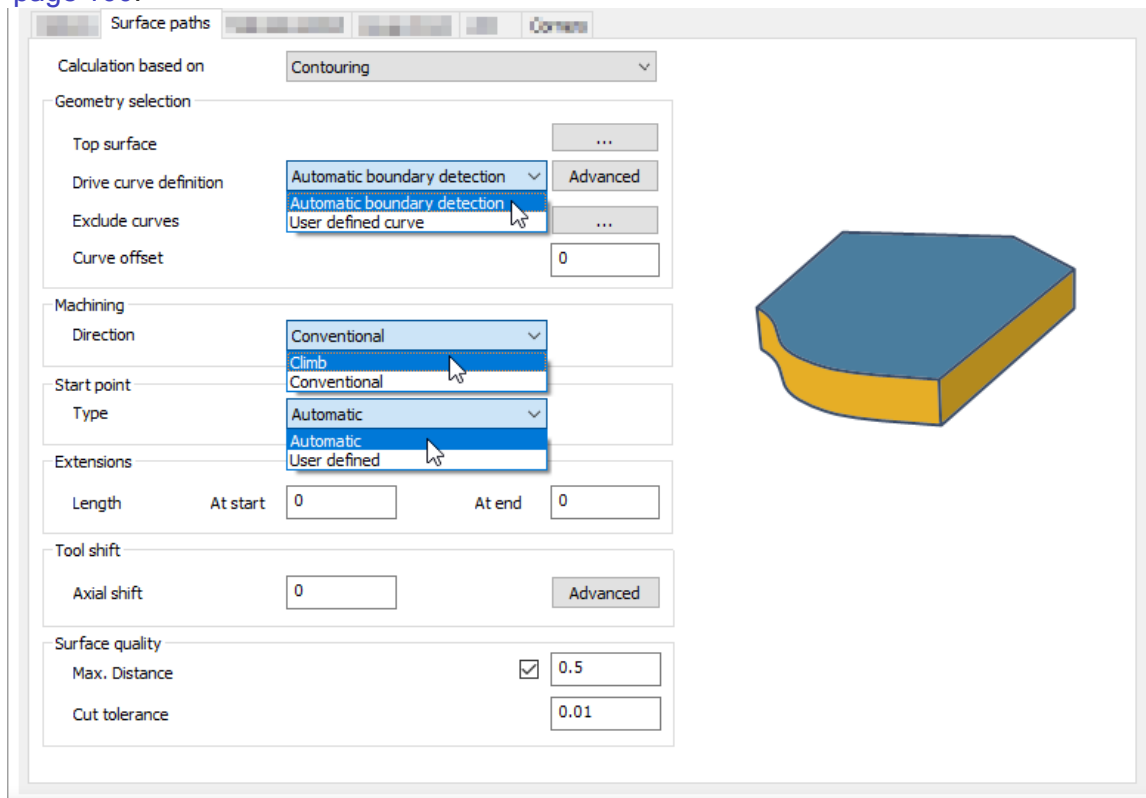 Surface paths Corners
Calculation based on Contouring
Geometry selection
Top surface ...
Drive curve definition Automatic boundary detection Advanced
Automatic boundary detection
Exclude curves User defined curve ...
Curve offset 0
Machining
Direction Conventional
Climb
Conventional
Start point
Type Automatic
Automatic
User defined
Extensions
Length At start 0 At end 0
Tool shift
Axial shift 0 Advanced
Surface quality
Max. Distance 0.5
Cut tolerance 0.01